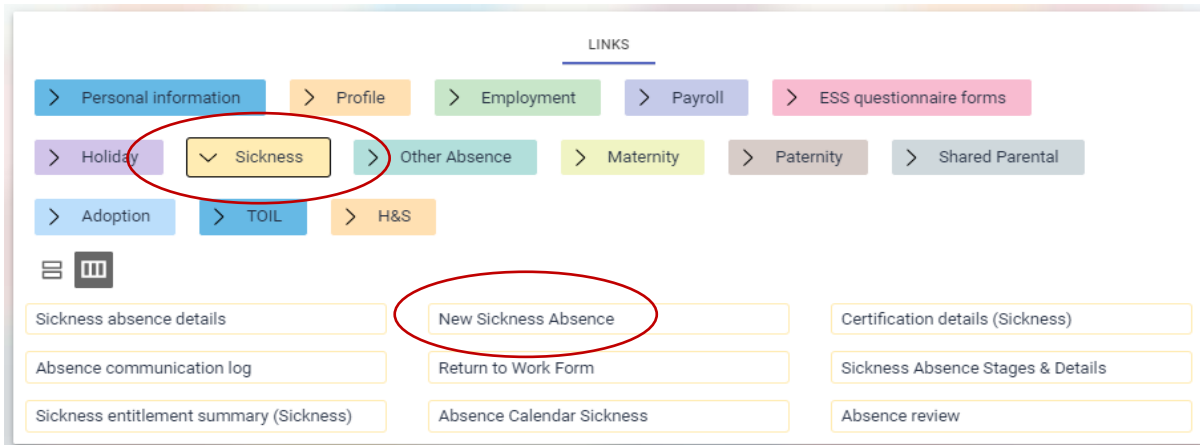 LINKS
Personal information Profile Employment Payroll ESS questionnaire forms
Holiday Sickness Other Absence Maternity Paternity Shared Parental
Adoption TOIL H&S
Sickness absence details New Sickness Absence Certification details (Sickness)
Absence communication log Return to Work Form Sickness Absence Stages & Details
Sickness entitlement summary (Sickness) Absence Calendar Sickness Absence review